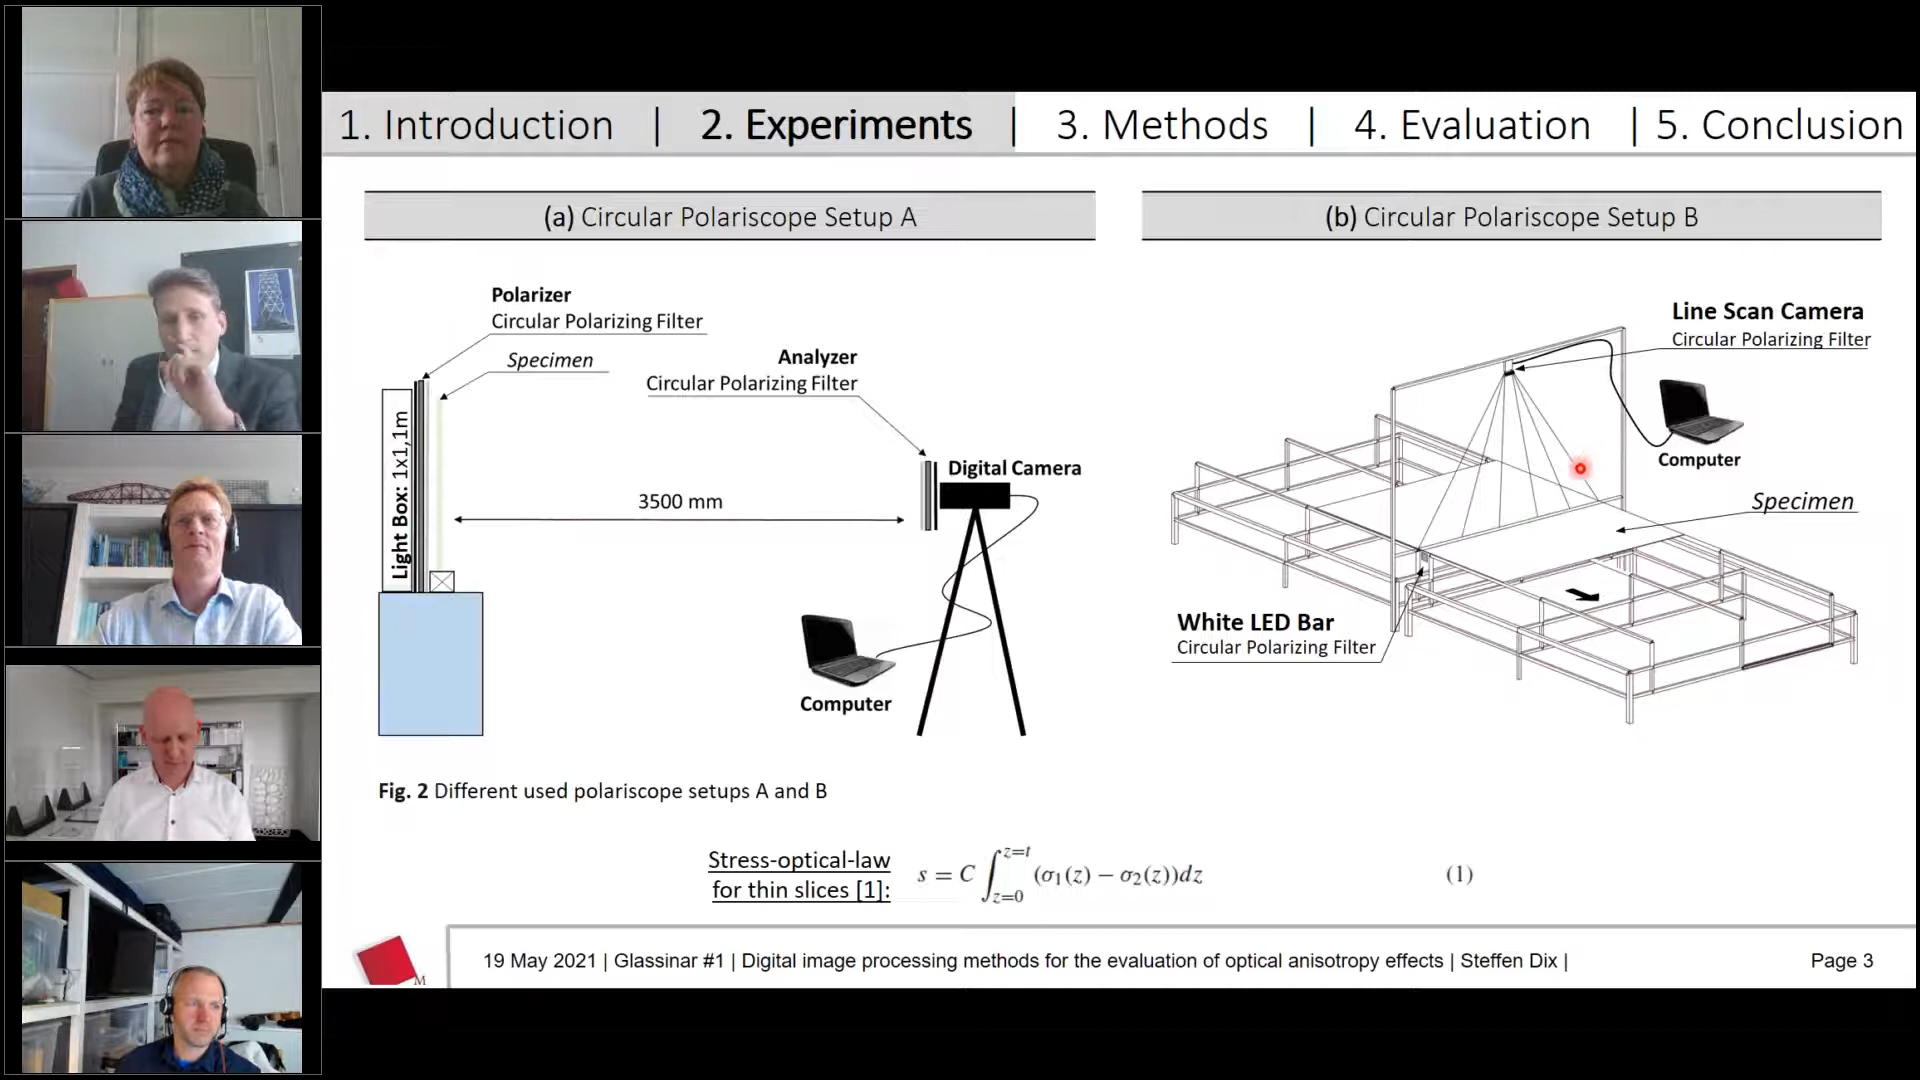 1. Introduction | 2. Experiments | 3. Methods | 4. Evaluation | 5. Conclusion
(a) Circular Polariscope Setup A
Polarizer
Circular Polarizing Filter
Specimen
Analyzer
Circular Polarizing Filter
Light Box: 1x1,1m
Digital Camera
3500 mm
Computer
(b) Circular Polariscope Setup B
Line Scan Camera
Circular Polarizing Filter
Computer
Specimen
White LED Bar
Circular Polarizing Filter
Fig. 2 Different used polariscope setups A and B
Stress-optical-law
for thin slices [1]:
s = C ∫_{z=0}^{z=t} (σ₁(z) − σ₂(z))dz (1)
M
19 May 2021 | Glassinar #1 | Digital image processing methods for the evaluation of optical anisotropy effects | Steffen Dix | Page 3